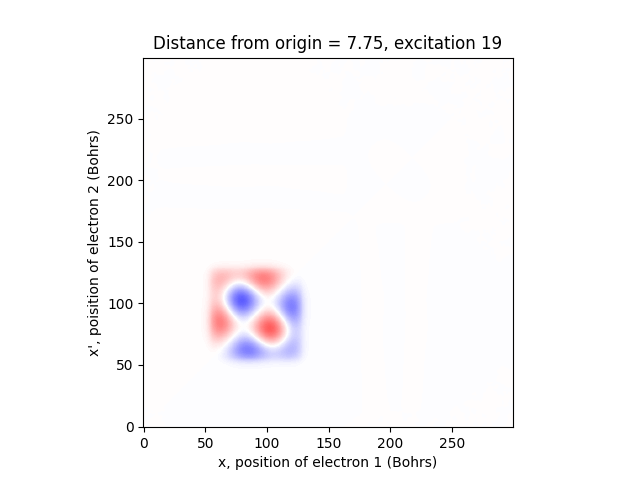 Distance from origin = 7.75, excitation 19
250
200
150
100
50
0
x', poisition of electron 2 (Bohrs)
0 50 100 150 200 250
x, position of electron 1 (Bohrs)